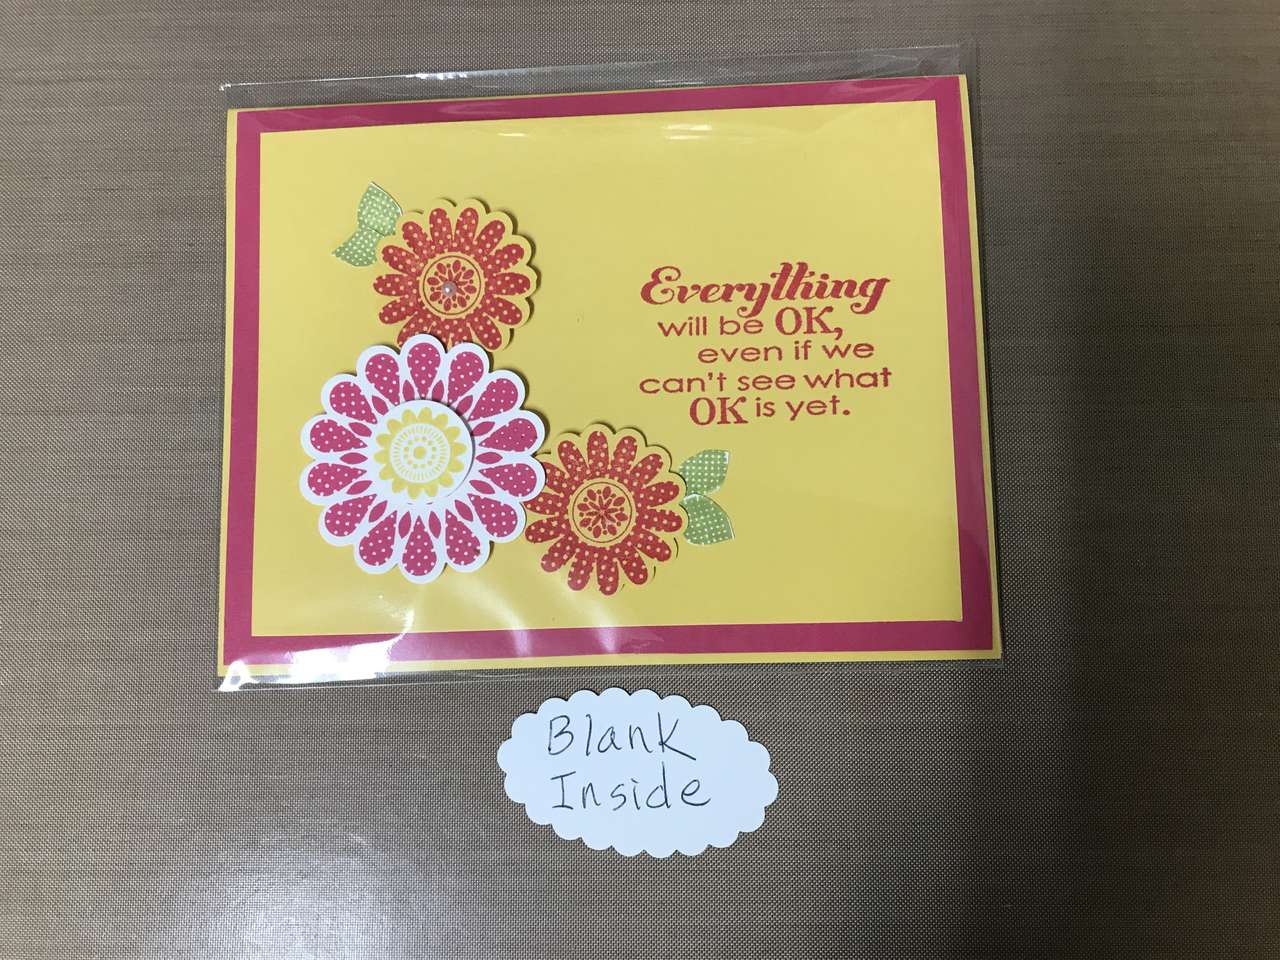 Everything
will be OK,
even if we
can't see what
OK is yet.
Blank
Inside